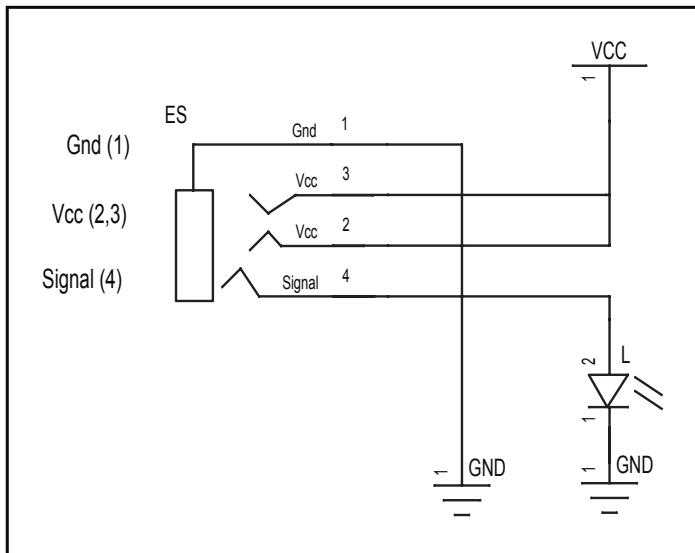 VCC
1
ES
Gnd (1)
Gnd 1
Vcc 3
Vcc (2,3)
Vcc 2
Signal (4)
Signal 4
2 L
1
1 GND
1 GND